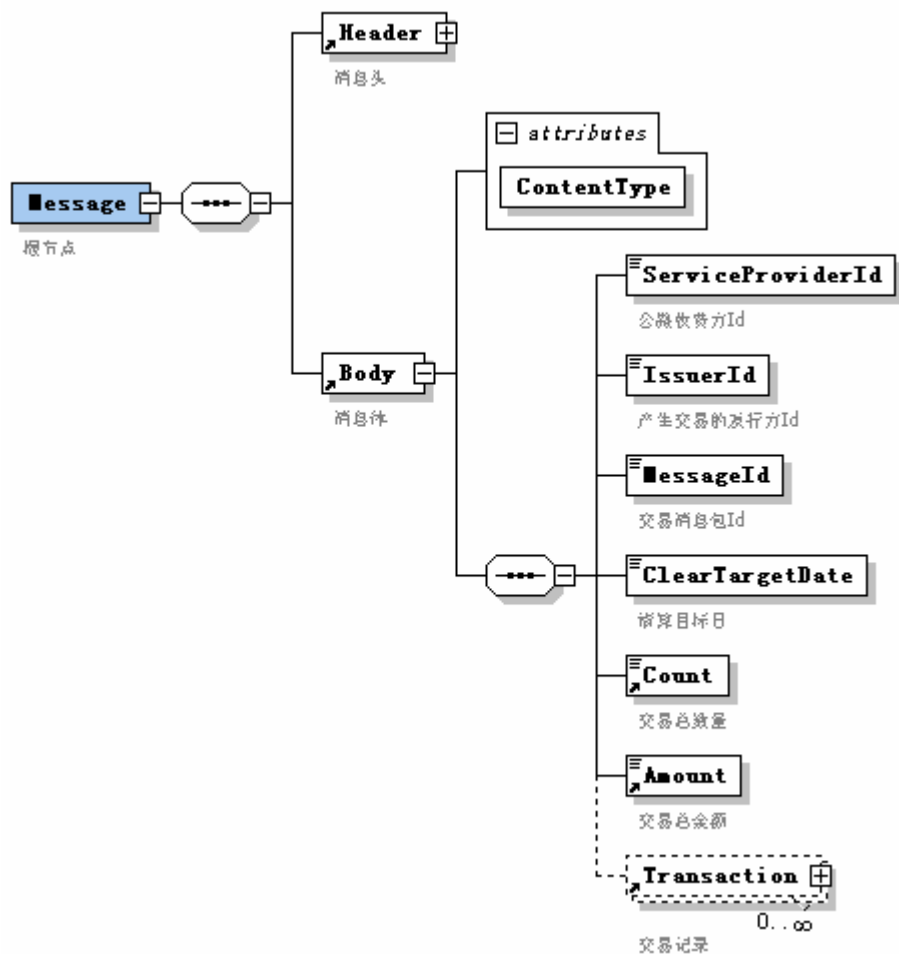 Header
消息头
attributes
ContentType
Message
根节点
ServiceProviderId
公路收费方Id
IssuerId
产生交易的发行方Id
Body
消息体
MessageId
交易消息包Id
ClearTargetDate
清算目标日
Count
交易总数量
Amount
交易总金额
Transaction
0..∞
交易记录